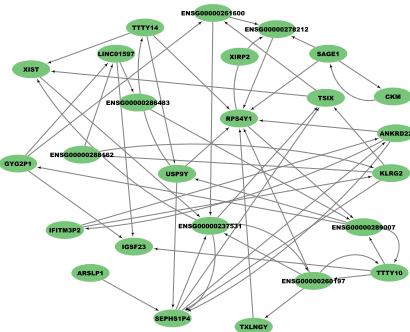 ENSG00000261600
TTTY14
ENSG00000278212
LINC01597
XIRP2
SAGE1
XIST
CKM
TSIX
ENSG00000286483
RPS4Y1
ANKRD22
ENSG00000288162
GYG2P1
USP9Y
KLRG2
ENSG00000237531
IFITM3P2
ENSG00000289007
IGSF23
ARSLP1
TTTY10
ENSG00000260197
SEPHS1P4
TXLNGY